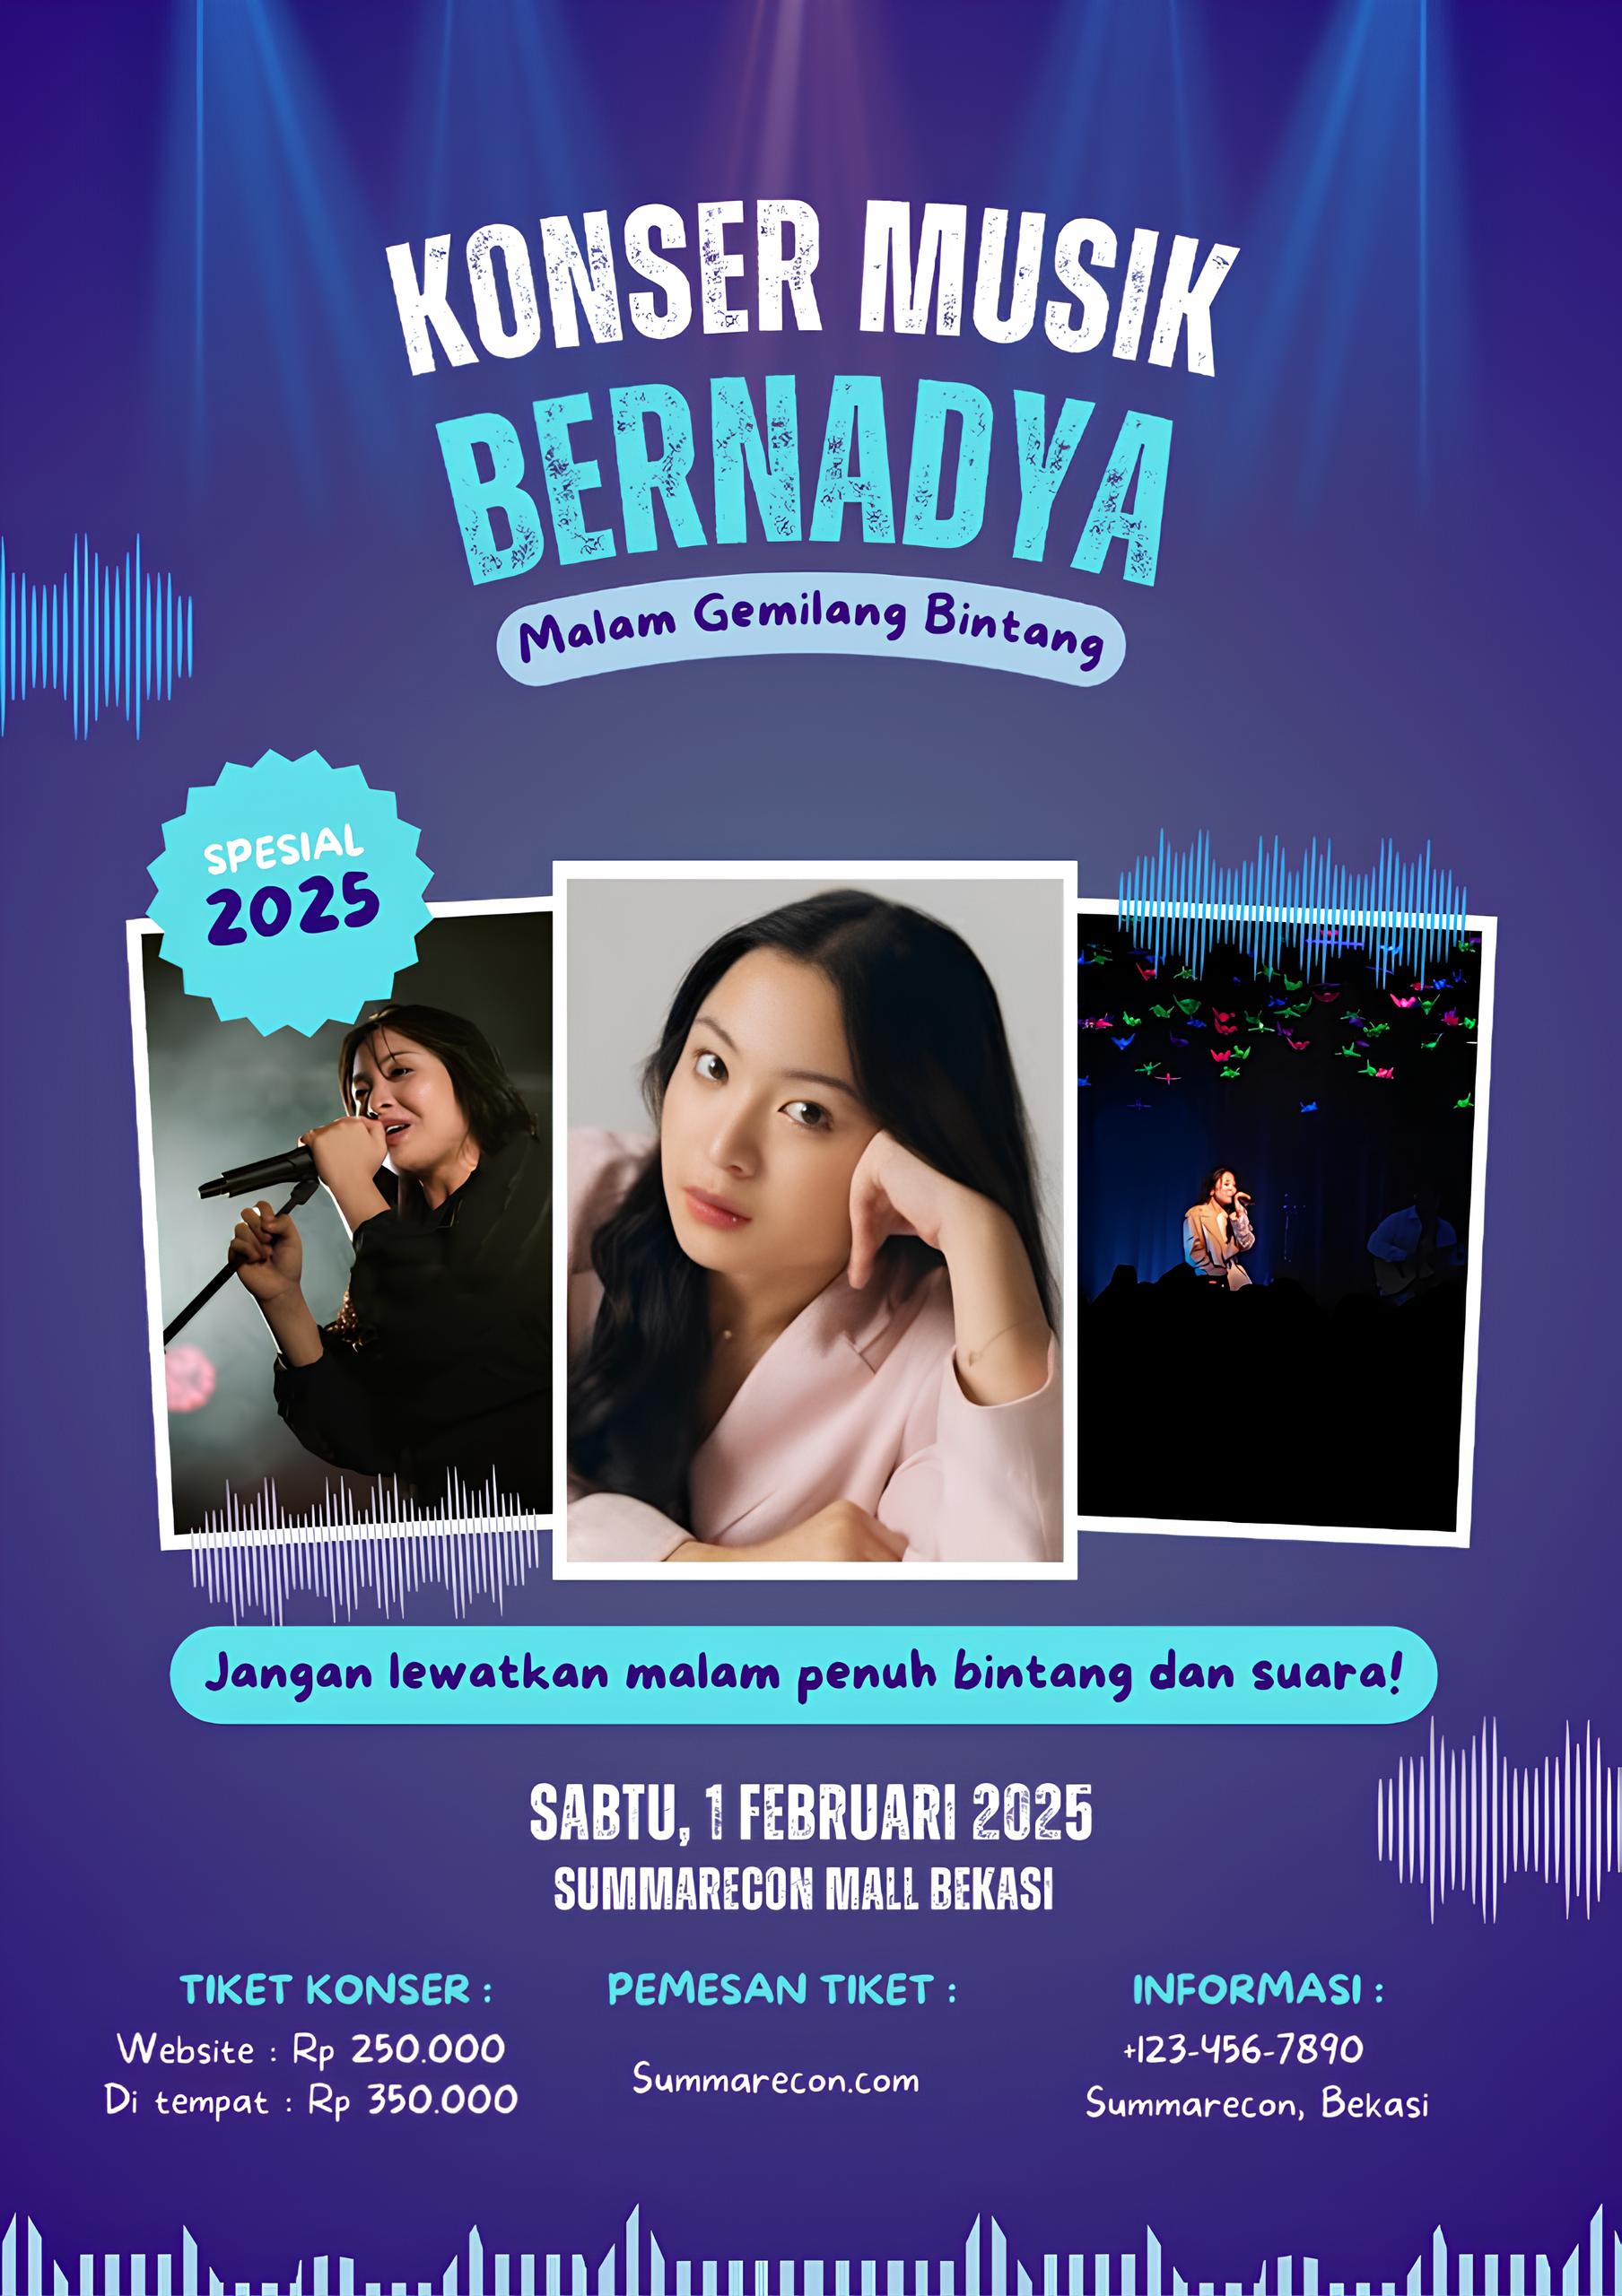 KONSER MUSIK
BERNADYA
Malam Gemilang Bintang
SPESIAL
2025
Jangan lewatkan malam penuh bintang dan suara!
SABTU, 1 FEBRUARI 2025
SUMMARECON MALL BEKASI
TIKET KONSER :
Website : Rp 250.000
Di tempat : Rp 350.000
PEMESAN TIKET :
Summarecon.com
INFORMASI :
+123-456-7890
Summarecon, Bekasi